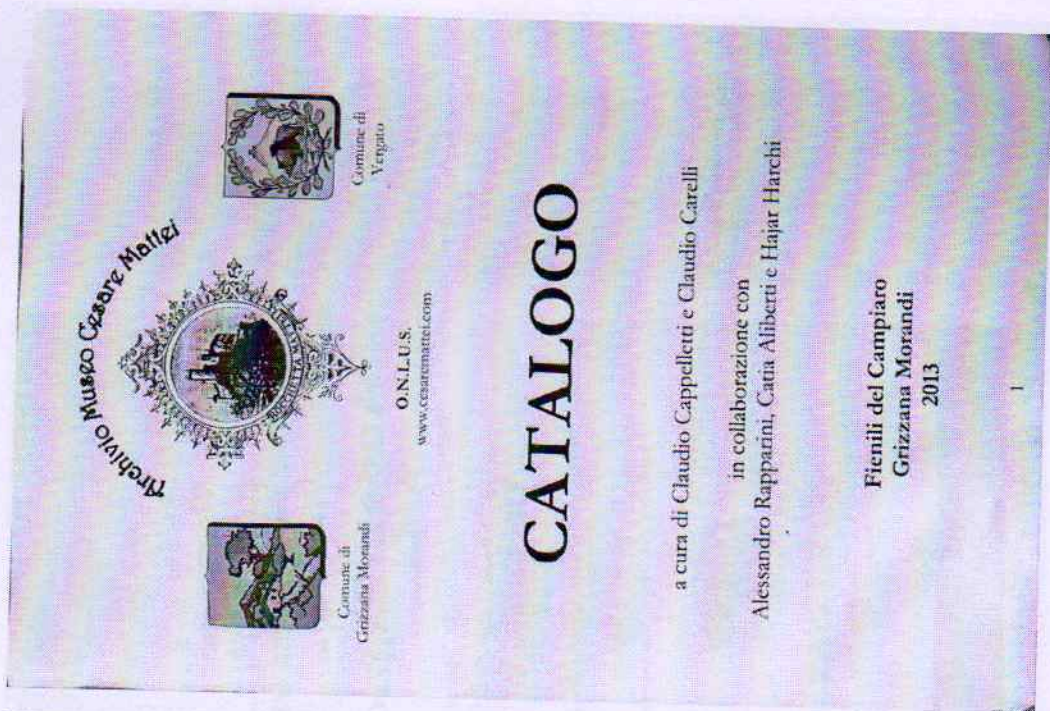 Archivio Museo Cesare Mattei
Comune di
Grizzana Morandi
Comune di
Vergato
O.N.L.U.S.
www.cesaremattei.com
CATALOGO
a cura di Claudio Cappelletti e Claudio Carelli
in collaborazione con
Alessandro Rapparini, Catia Aliberti e Hajar Harchi
Fienili del Campiaro
Grizzana Morandi
2013
1